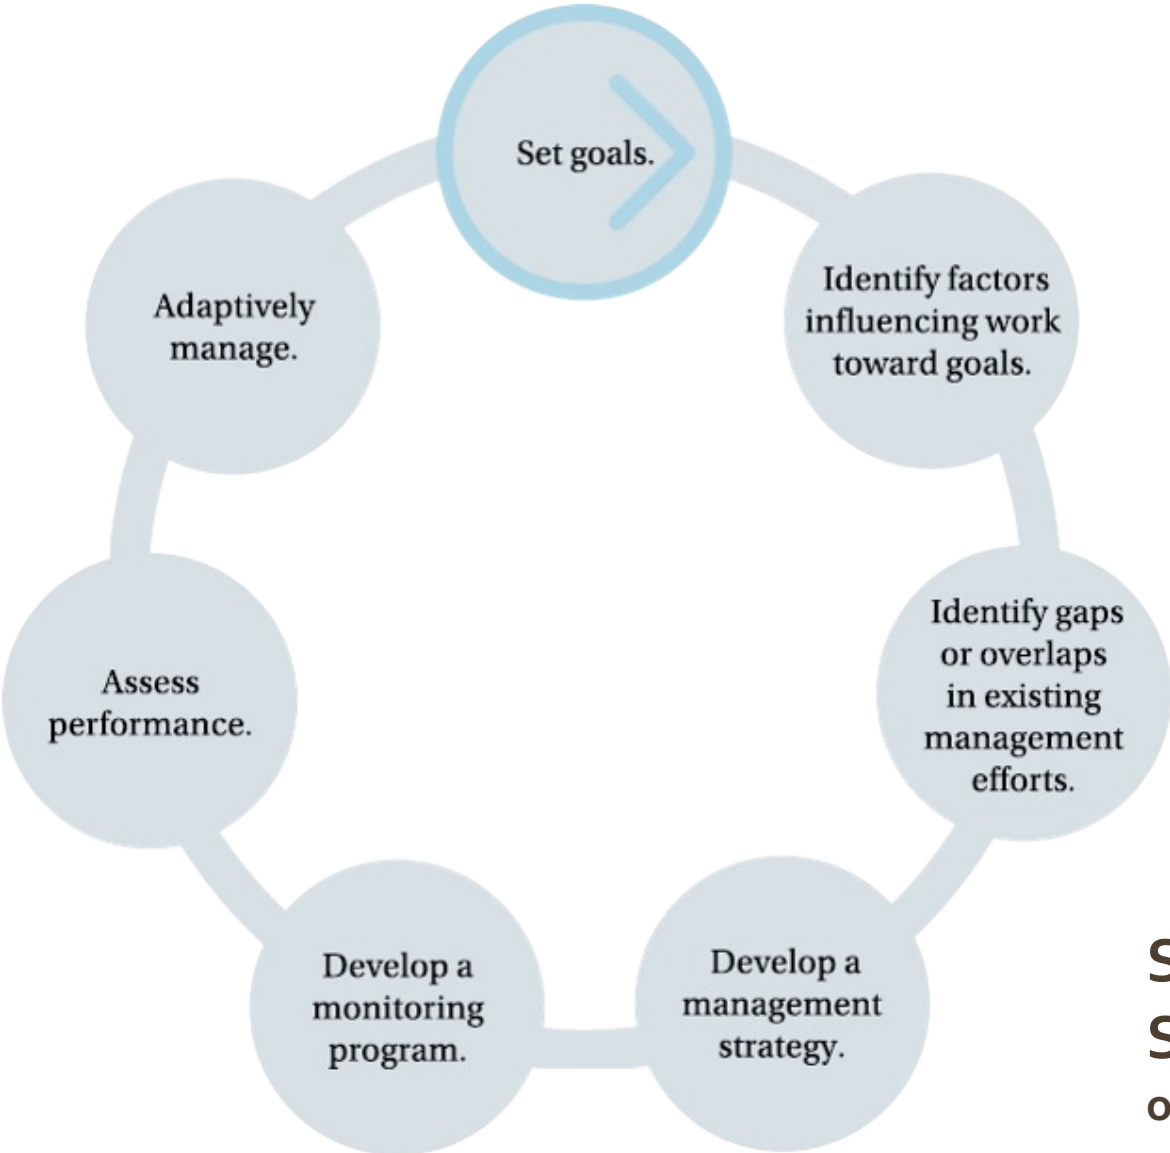 Set goals.
Identify factors
influencing work
toward goals.
Identify gaps
or overlaps
in existing
management
efforts.
Develop a
management
strategy.
Develop a
monitoring
program.
Assess
performance.
Adaptively
manage.